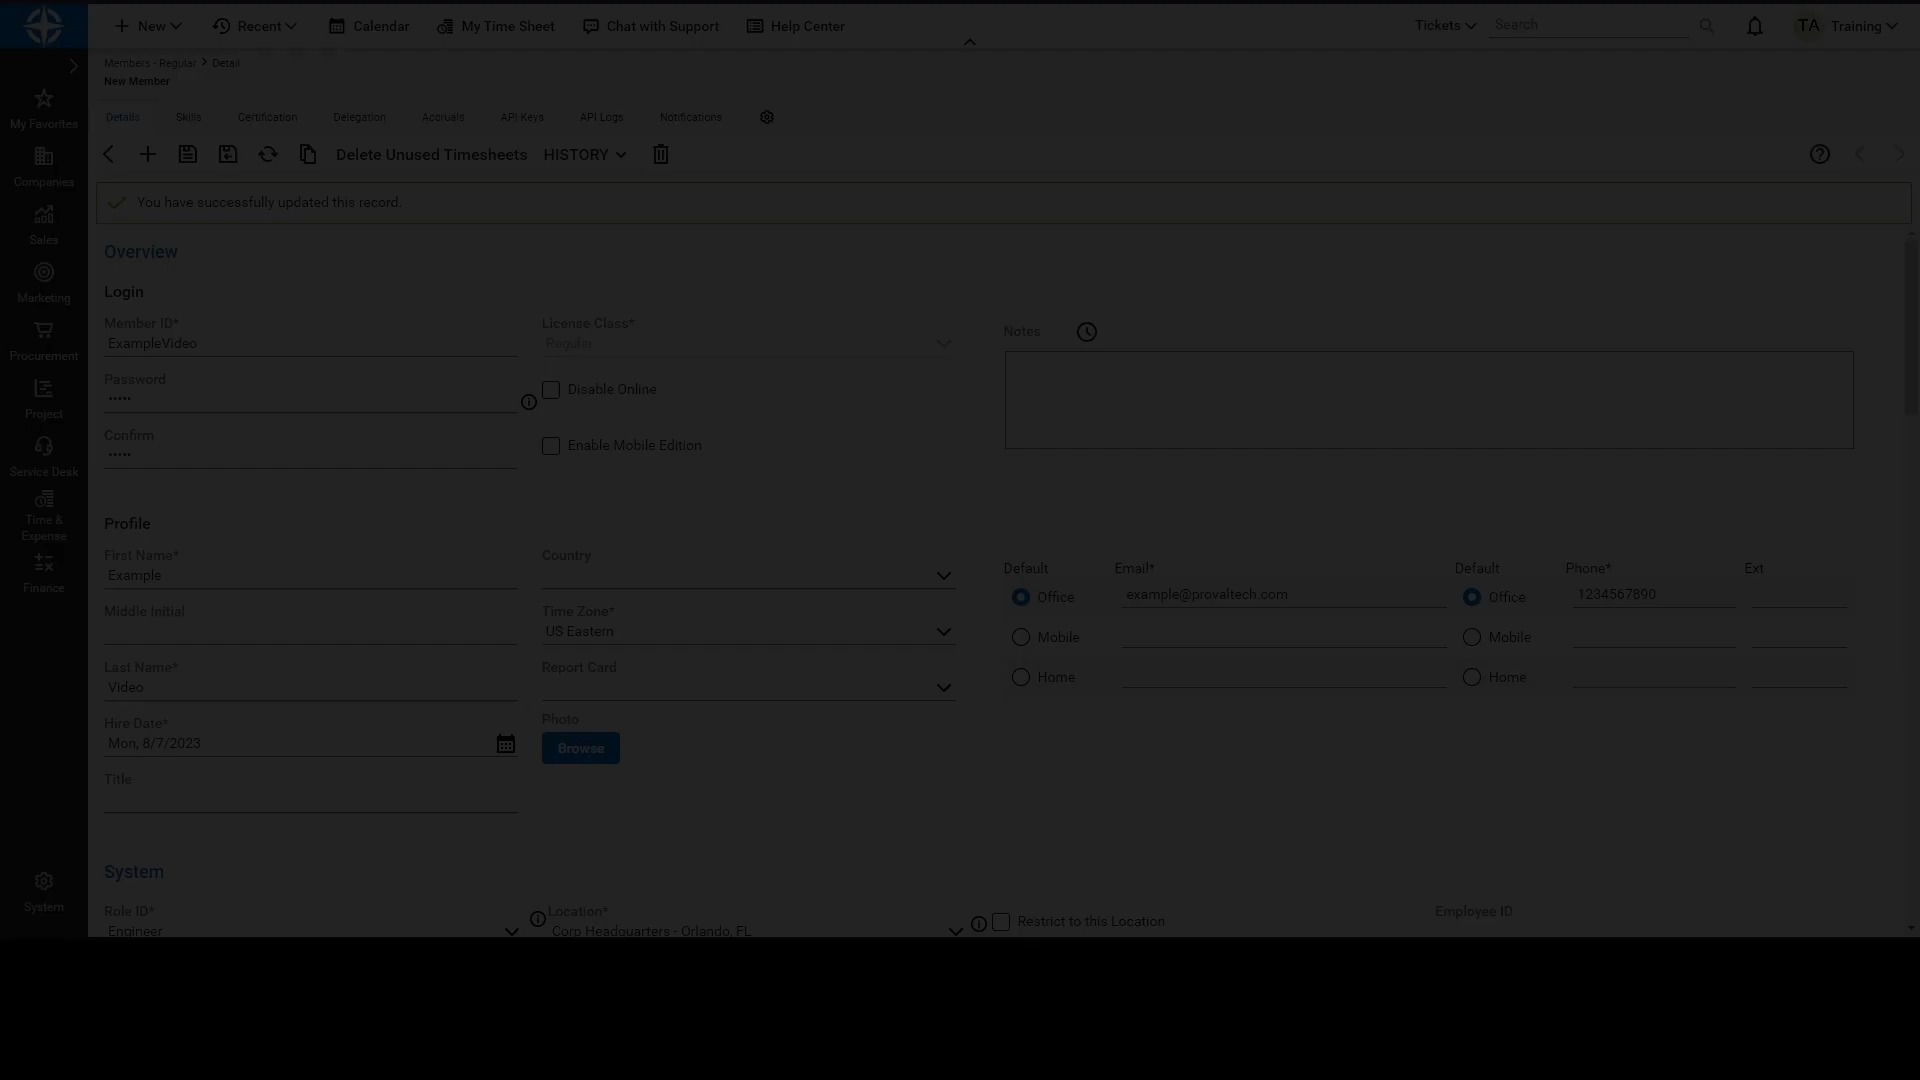 New
Recent
Calendar
My Time Sheet
Chat with Support
Help Center
Tickets
Search
TA
Training
Members - Regular > Detail
New Member
My Favorites
Companies
Sales
Marketing
Procurement
Project
Service Desk
Time &
Expense
Finance
System
Details
Skills
Certification
Delegation
Accruals
API Keys
API Logs
Notifications
Delete Unused Timesheets
HISTORY
You have successfully updated this record.
Overview
Login
Member ID*
ExampleVideo
Password
•••••
Confirm
•••••
License Class*
Regular
Disable Online
Enable Mobile Edition
Notes
Profile
First Name*
Example
Middle Initial
Last Name*
Video
Hire Date*
Mon, 8/7/2023
Title
Country
Time Zone*
US Eastern
Report Card
Photo
Browse
Default Email* Default Phone* Ext
Office example@provaltech.com Office 1234567890
Mobile Mobile
Home Home
System
Role ID*
Engineer
Location*
Corp Headquarters - Orlando, FL
Restrict to this Location
Employee ID